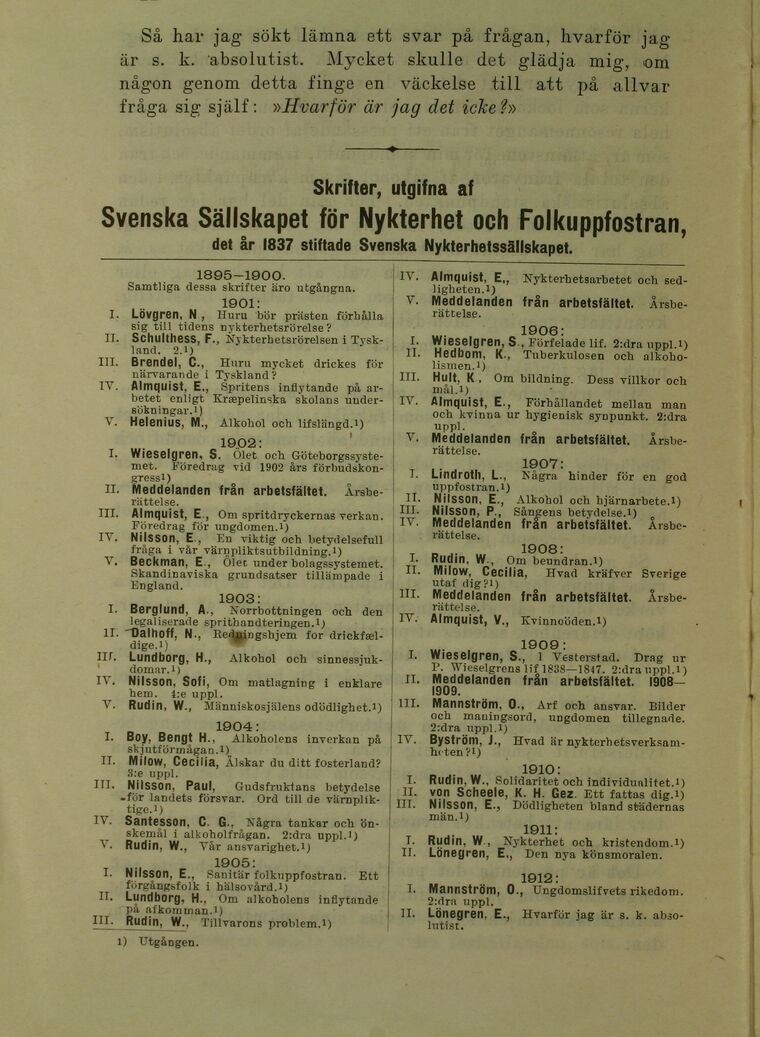 Så har jag sökt lämna ett svar på frågan, hvarför jag
är s. k. absolutist. Mycket skulle det glädja mig, om
någon genom detta finge en väckelse till att på allvar
fråga sig själf: »Hvarför är jag det icke?»
Skrifter, utgifna af
Svenska Sällskapet för Nykterhet och Folkuppfostran,
det år 1837 stiftade Svenska Nykterhetssällskapet.
1895—1900.
Samtliga dessa skrifter äro utgångna.
1901:
I. Lövgren, N, Huru bör prästen förhålla
sig till tidens nykterhetsrörelse?
II. Schulthess, F., Nykterhetsrörelsen i Tysk-
land. 2.1)
III. Brendel, C., Huru mycket drickes för
närvarande i Tyskland?
IV. Almquist, E., Spritens inflytande på ar-
betet enligt Kræpelinska skolans under-
sökningar.1)
V. Helenius, M., Alkohol och lifslängd.1)
1902:
I. Wieselgren, S. Ölet och Göteborgssyste-
met. Föredrag vid 1902 års förbudskon-
gress1)
II. Meddelanden från arbetsfältet. Årsbe-
rättelse.
III. Almquist, E., Om spritdryckernas verkan.
Föredrag för ungdomen.1)
IV. Nilsson, E., En viktig och betydelsefull
fråga i vår värnpliktsutbildning.1)
V. Beckman, E., Ölet under bolagssystemet.
Skandinaviska grundsatser tillämpade i
England.
1903:
I. Berglund, A., Norrbottningen och den
legaliserade sprithandteringen.1)
II. Dalhoff, N., Redningshjem for drickfæl-
dige.1)
III. Lundborg, H., Alkohol och sinnessjuk-
domar.1)
IV. Nilsson, Sofi, Om matlagning i enklare
hem. 4:e uppl.
V. Rudin, W., Människosjälens odödlighet.1)
1904:
I. Boy, Bengt H., Alkoholens inverkan på
skjutförmågan.1)
II. Milow, Cecilia, Älskar du ditt fosterland?
3:e uppl.
III. Nilsson, Paul, Gudsfruktans betydelse
för landets försvar. Ord till de värnplik-
tige.1)
IV. Santesson, C. G., Några tankar och ön-
skemål i alkoholfrågan. 2:dra uppl.1)
V. Rudin, W., Vår ansvarighet.1)
1905:
I. Nilsson, E., Sanitär folkuppfostran. Ett
förgångsfolk i hälsovård.1)
II. Lundborg, H., Om alkoholens inflytande
på afkomman.1)
III. Rudin, W., Tillvarons problem.1)
1) Utgången.
IV. Almquist, E., Nykterhetsarbetet och sed-
ligheten.1)
V. Meddelanden från arbetsfältet. Årsbe-
rättelse.
1906:
I. Wieselgren, S., Förfelade lif. 2:dra uppl.1)
II. Hedbom, K., Tuberkulosen och alkoho-
lismen.1)
III. Hult, K, Om bildning. Dess villkor och
mål.1)
IV. Almquist, E., Förhållandet mellan man
och kvinna ur hygienisk synpunkt. 2:dra
uppl.
V. Meddelanden från arbetsfältet. Årsbe-
rättelse.
1907:
I. Lindroth, L., Några hinder för en god
uppfostran.1)
II. Nilsson, E., Alkohol och hjärnarbete.1)
III. Nilsson, P., Sångens betydelse.1)
IV. Meddelanden från arbetsfältet. Årsbe-
rättelse.
1908:
I. Rudin, W., Om beundran.1)
II. Milow, Cecilia, Hvad kräfver Sverige
utaf dig?1)
III. Meddelanden från arbetsfältet. Årsbe-
rättelse.
IV. Almquist, V., Kvinnoöden.1)
1909:
I. Wieselgren, S., I Vesterstad. Drag ur
P. Wieselgrens lif 1838—1847. 2:dra uppl.1)
II. Meddelanden från arbetsfältet. 1908—
1909.
III. Mannström, O., Arf och ansvar. Bilder
och maningsord, ungdomen tillegnade.
2:dra uppl.1)
IV. Byström, J., Hvad är nykterhetsverksam-
heten?1)
1910:
I. Rudin, W., Solidaritet och individualitet.1)
II. von Scheele, K. H. Gez. Ett fattas dig.1)
III. Nilsson, E., Dödligheten bland städernas
män.1)
1911:
I. Rudin, W., Nykterhet och kristendom.1)
II. Lönegren, E., Den nya könsmoralen.
1912:
I. Mannström, O., Ungdomslifvets rikedom.
2:dra uppl.
II. Lönegren, E., Hvarför jag är s. k. abso-
lutist.